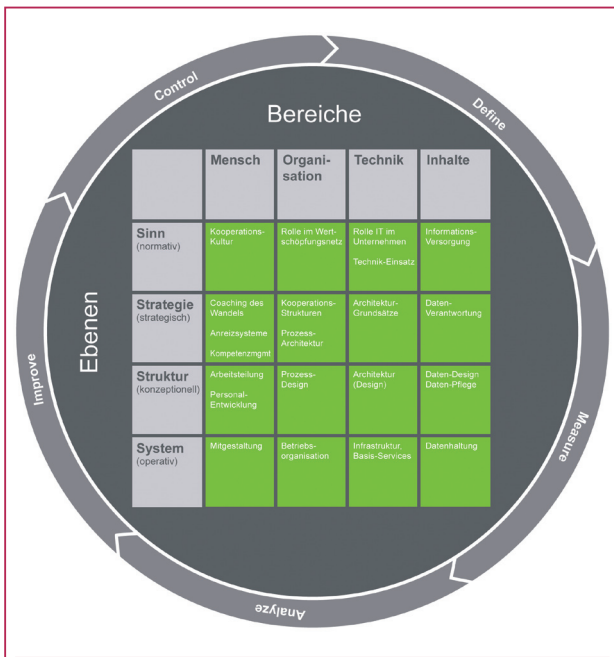 Control
Define
Measure
Analyze
Improve
Bereiche
Ebenen
Mensch
Organi-
sation
Technik
Inhalte
Sinn
(normativ)
Kooperations-
Kultur
Rolle im Wert-
schöpfungsnetz
Rolle IT im
Unternehmen
Technik-Einsatz
Informations-
Versorgung
Strategie
(strategisch)
Coaching des
Wandels
Anreizsysteme
Kompetenzmgmt
Kooperations-
Strukturen
Prozess-
Architektur
Architektur-
Grundsätze
Daten-
Verantwortung
Struktur
(konzeptionell)
Arbeitsteilung
Personal-
Entwicklung
Prozess-
Design
Architektur
(Design)
Daten-Design
Daten-Pflege
System
(operativ)
Mitgestaltung
Betriebs-
organisation
Infrastruktur,
Basis-Services
Datenhaltung